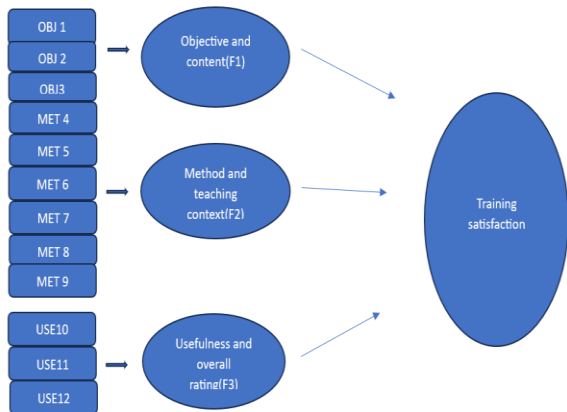 OBJ 1
OBJ 2
OBJ3
MET 4
MET 5
MET 6
MET 7
MET 8
MET 9
USE10
USE11
USE12
Objective and
content(F1)
Method and
teaching
context(F2)
Usefulness and
overall
rating(F3)
Training
satisfaction